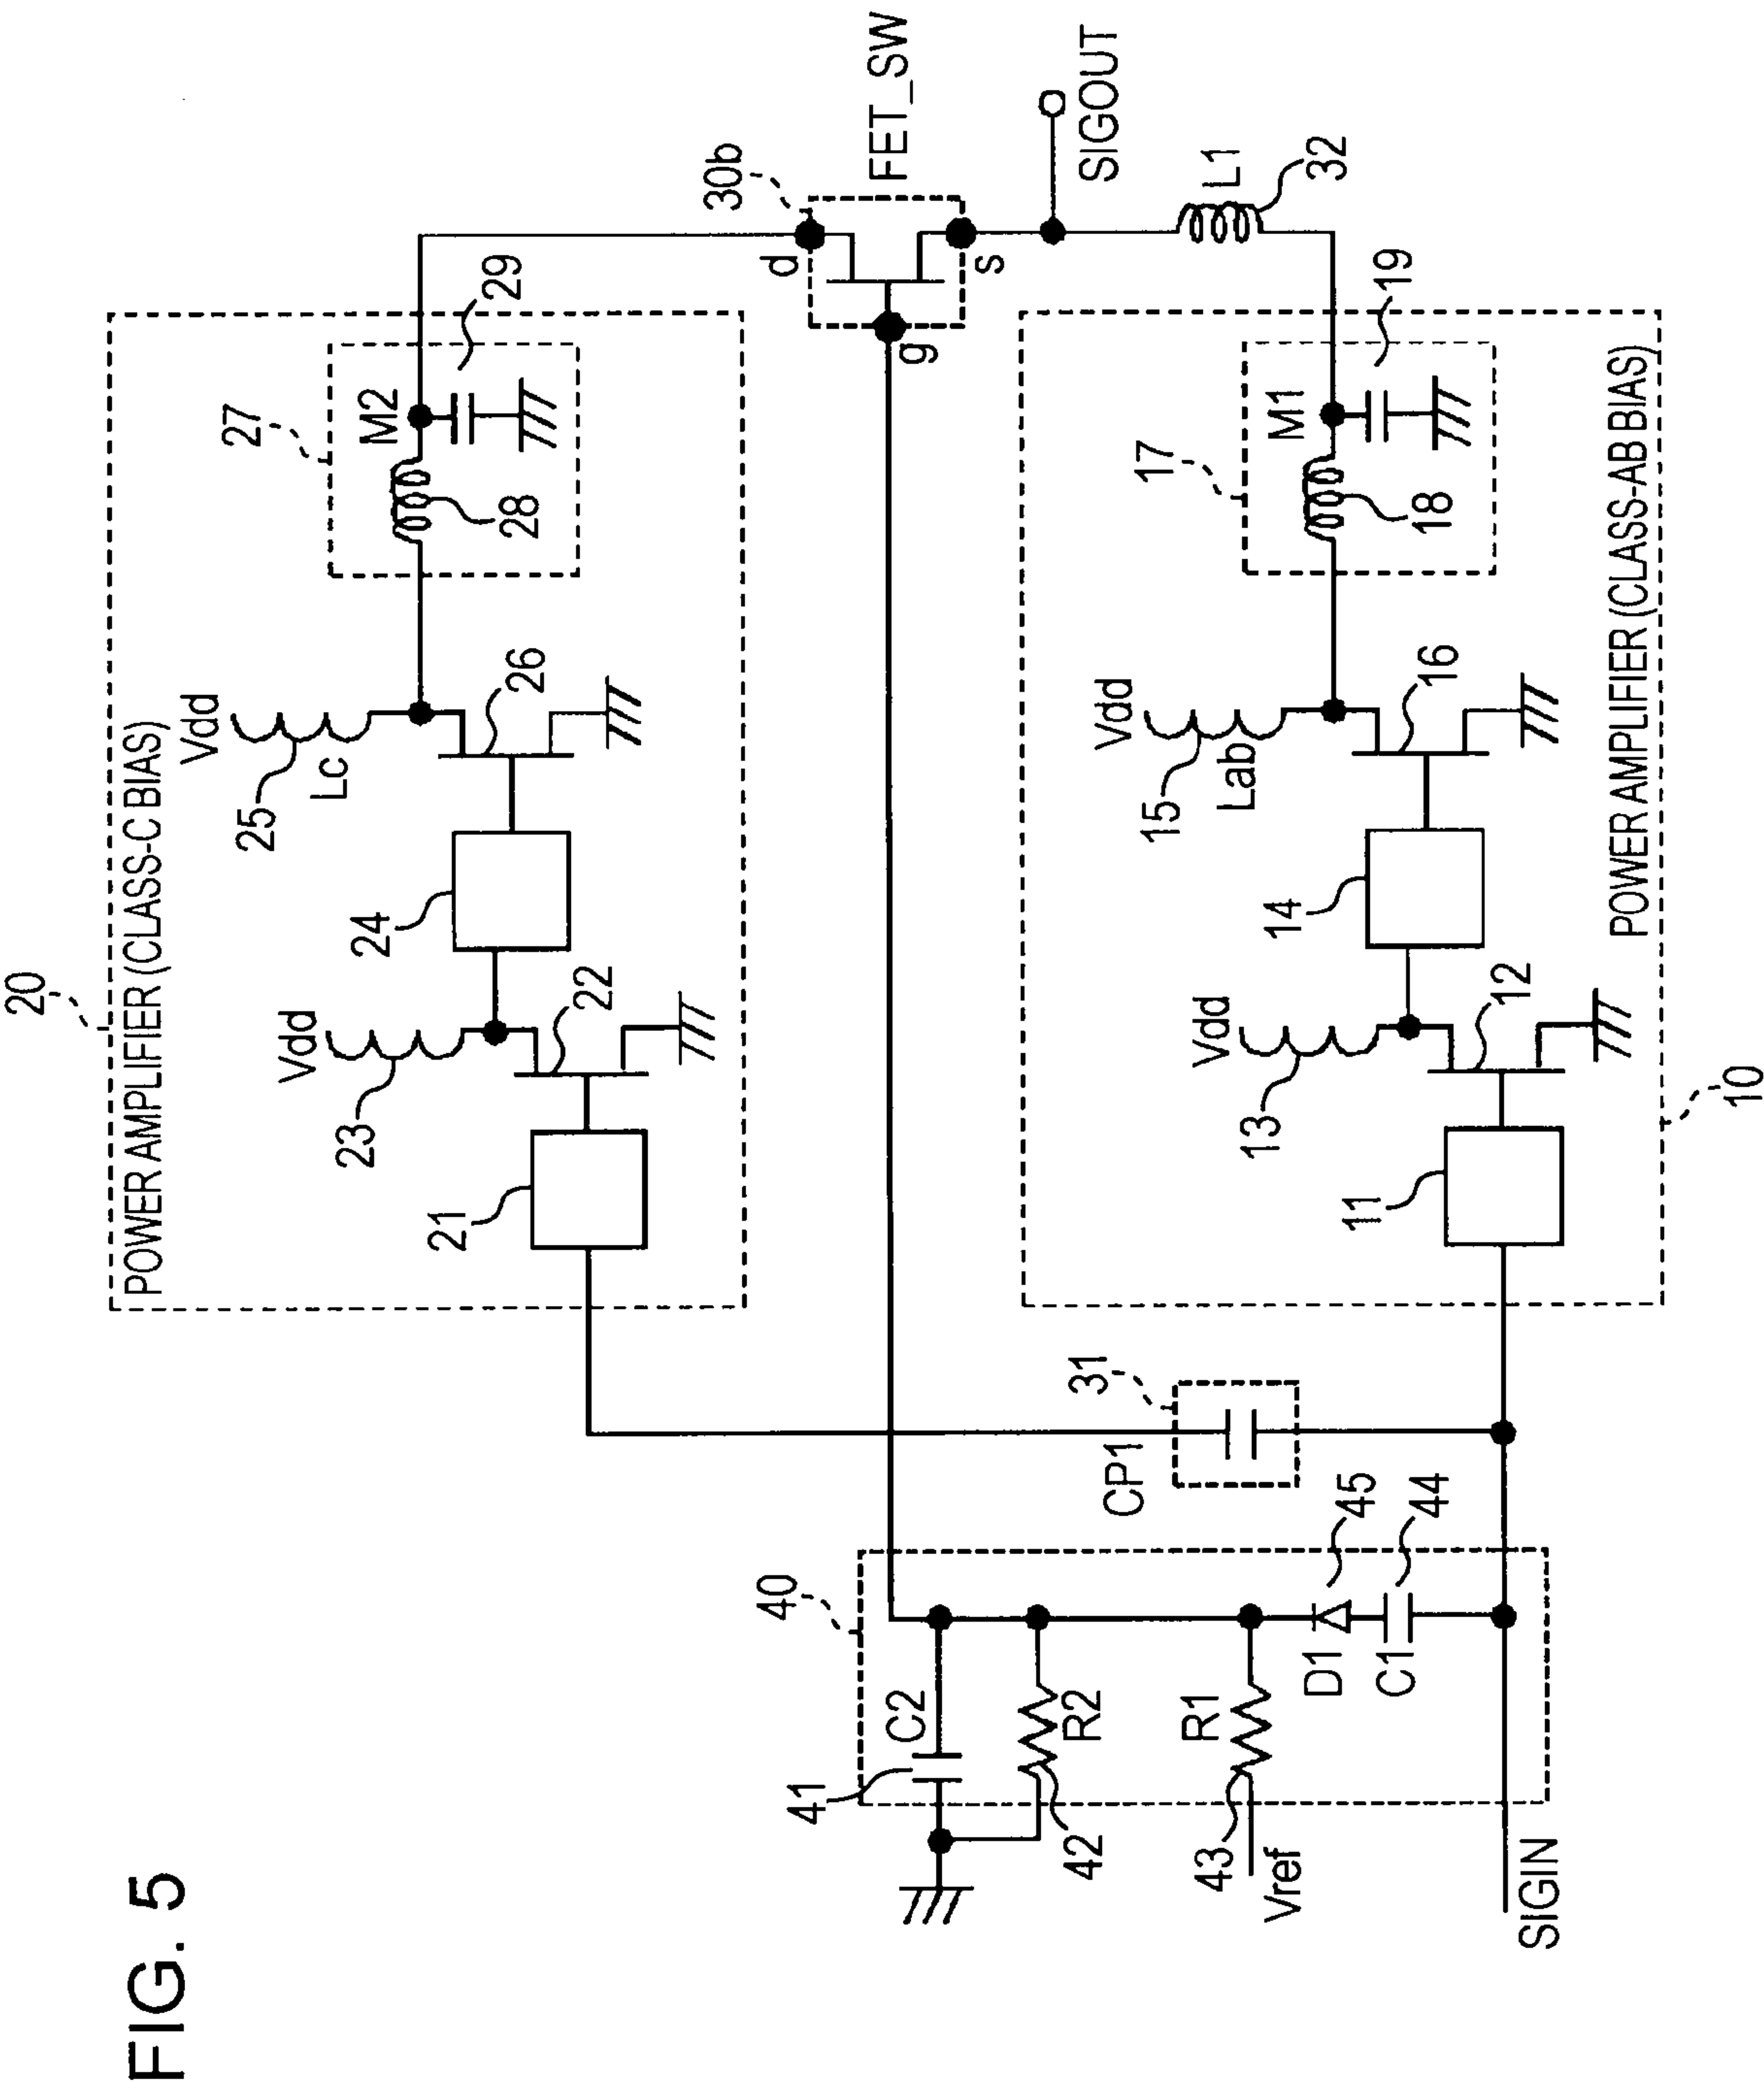 FIG. 5
20
POWER AMPLIFIER (CLASS-C BIAS)
Vdd
25
Lc
26
27
M2
28
29
Vdd
23
22
24
21
30b
FET_SW
d
g
s
SIGOUT
L1
32
40
C2
41
R2
42
R1
43
Vref
D1
45
C1
44
CP1
31
SIGIN
Vdd
15
Lab
16
17
M1
18
19
Vdd
13
12
14
11
POWER AMPLIFIER (CLASS-AB BIAS)
10